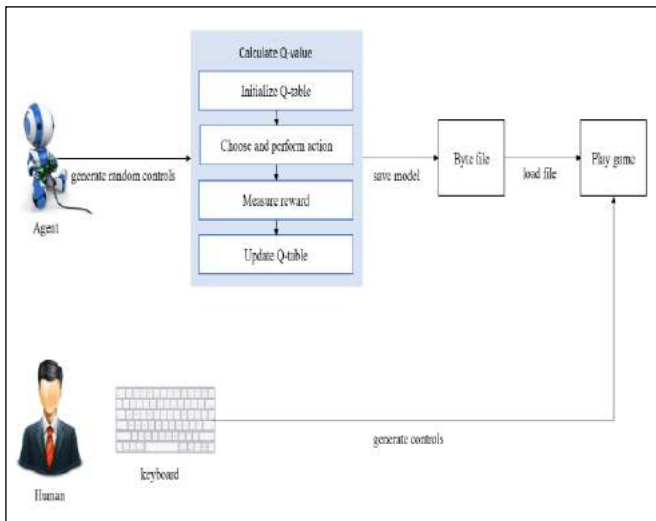 Calculate Q-value
Initialize Q-table
Choose and perform action
Measure reward
Update Q-table
generate random controls
Agent
save model
Byte file
load file
Play game
generate controls
keyboard
Human